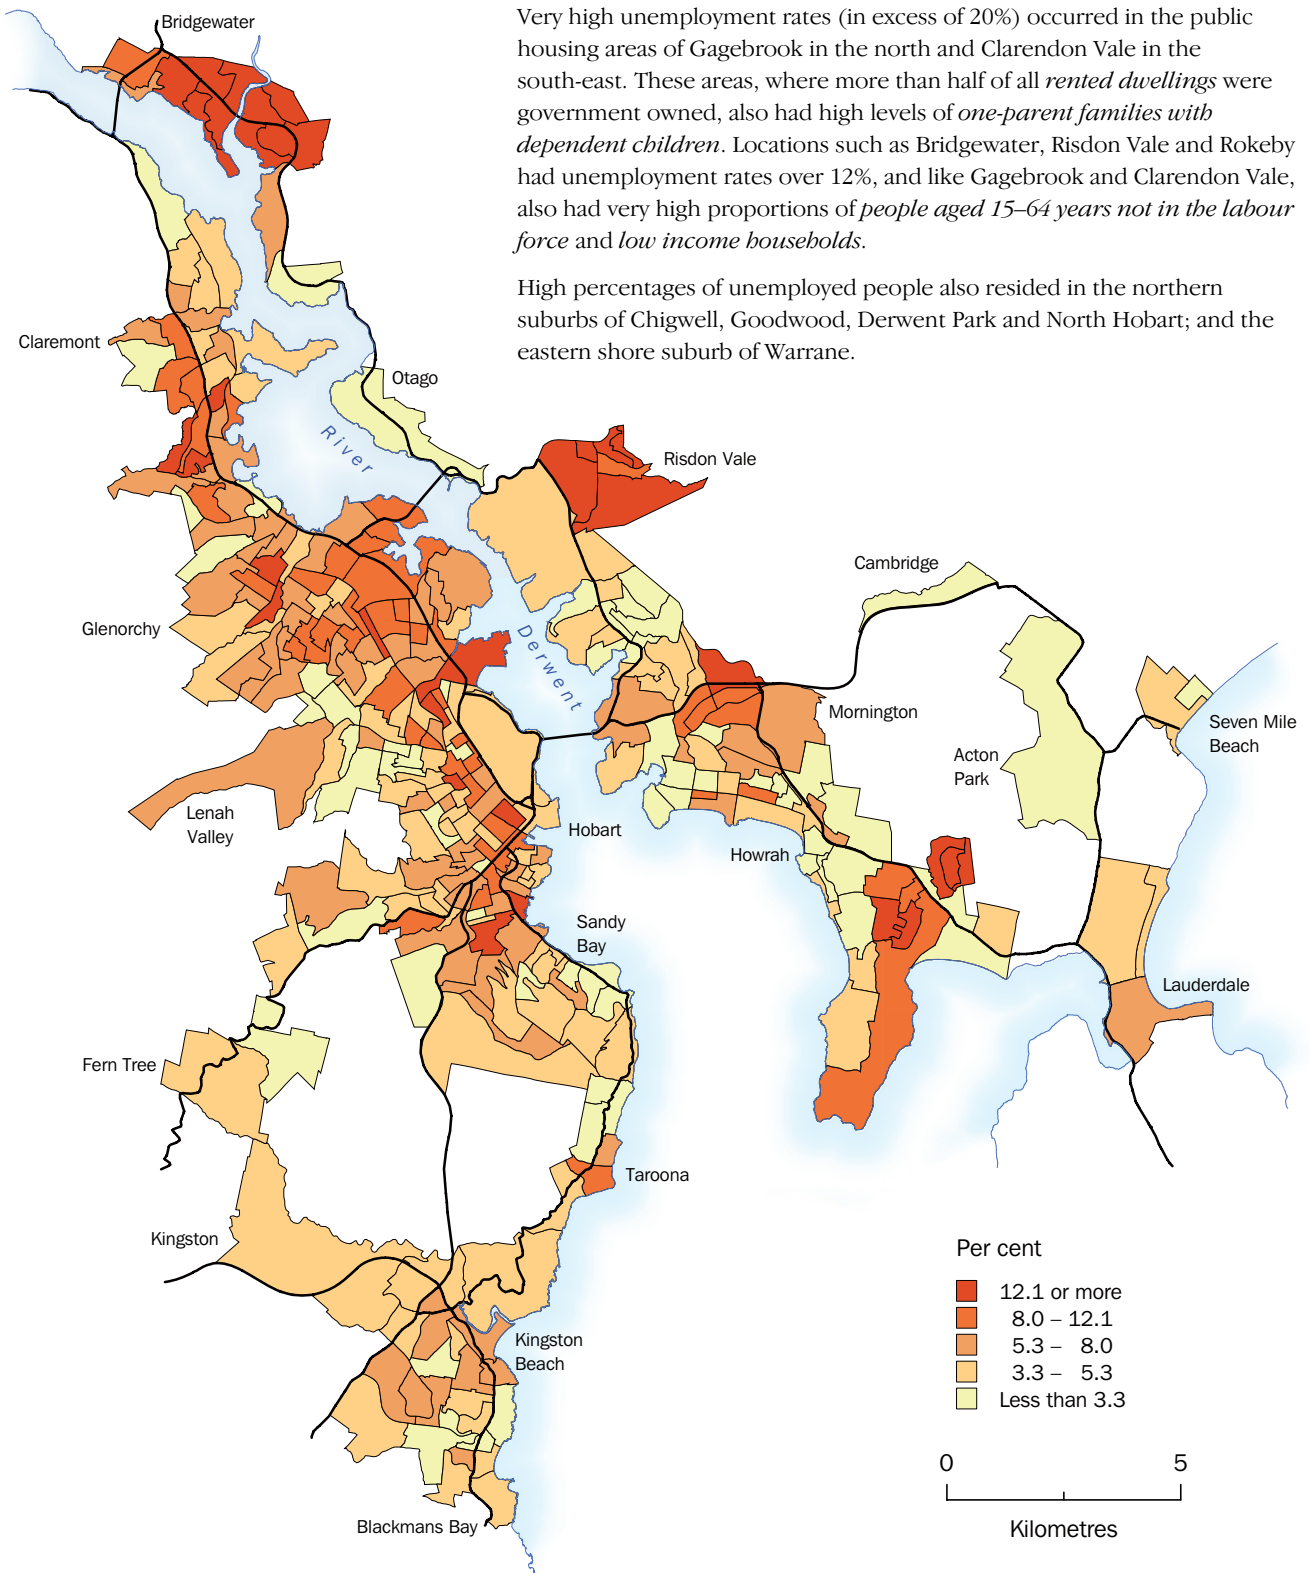 Very high unemployment rates (in excess of 20%) occurred in the public
housing areas of Gagebrook in the north and Clarendon Vale in the
south-east. These areas, where more than half of all rented dwellings were
government owned, also had high levels of one-parent families with
dependent children. Locations such as Bridgewater, Risdon Vale and Rokeby
had unemployment rates over 12%, and like Gagebrook and Clarendon Vale,
also had very high proportions of people aged 15–64 years not in the labour
force and low income households.
High percentages of unemployed people also resided in the northern
suburbs of Chigwell, Goodwood, Derwent Park and North Hobart; and the
eastern shore suburb of Warrane.
Bridgewater
Claremont
Otago
River
Risdon Vale
Cambridge
Glenorchy
Derwent
Mornington
Seven Mile
Beach
Acton
Park
Lenah
Valley
Hobart
Howrah
Sandy
Bay
Lauderdale
Fern Tree
Taroona
Kingston
Kingston
Beach
Blackmans Bay
Per cent
12.1 or more
8.0 – 12.1
5.3 – 8.0
3.3 – 5.3
Less than 3.3
0 5
Kilometres